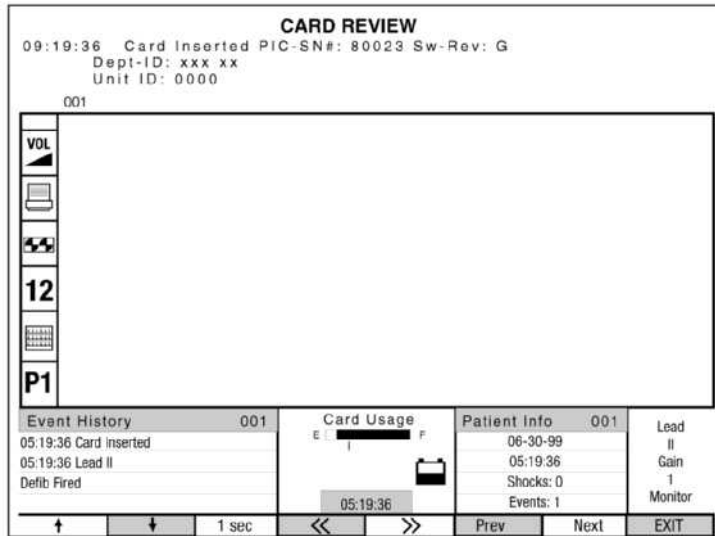 CARD REVIEW
09:19:36 Card Inserted PIC-SN#: 80023 Sw-Rev: G
Dept-ID: xxx xx
Unit ID: 0000
001
VOL
12
P1
Event History 001
05:19:36 Card Inserted
05:19:36 Lead II
Defib Fired
Card Usage
E F
05:19:36
Patient Info 001
06-30-99
05:19:36
Shocks: 0
Events: 1
Lead
II
Gain
1
Monitor
1 sec
Prev
Next
EXIT